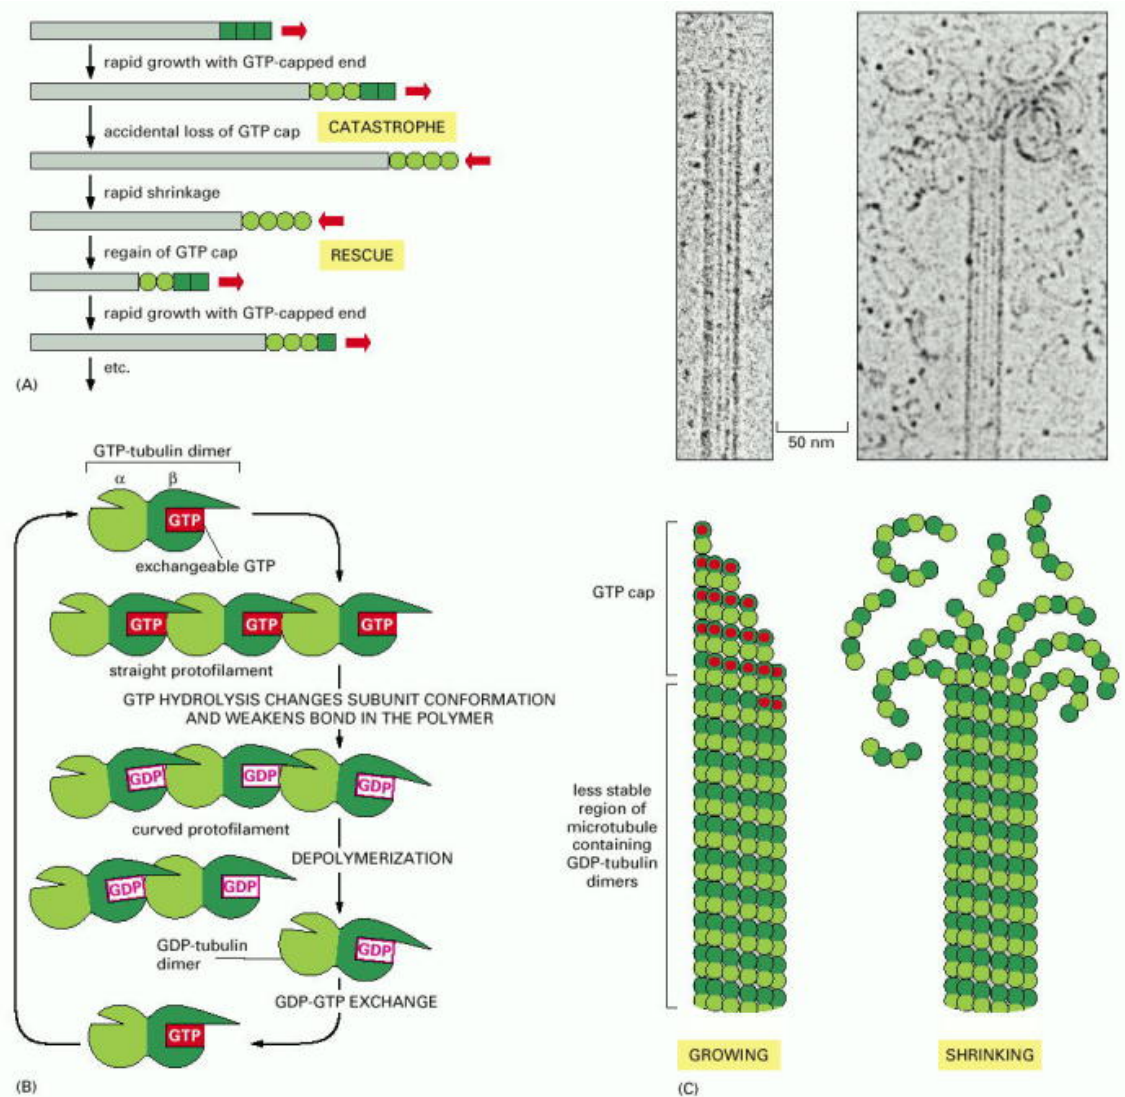 rapid growth with GTP-capped end
accidental loss of GTP cap
CATASTROPHE
rapid shrinkage
regain of GTP cap
RESCUE
rapid growth with GTP-capped end
etc.
(A)
50 nm
GTP-tubulin dimer
α β
GTP
exchangeable GTP
GTP GTP GTP
straight protofilament
GTP HYDROLYSIS CHANGES SUBUNIT CONFORMATION
AND WEAKENS BOND IN THE POLYMER
GDP GDP GDP
curved protofilament
DEPOLYMERIZATION
GDP GDP
GDP-tubulin
dimer
GDP
GDP-GTP EXCHANGE
GTP
(B)
GTP cap
less stable
region of
microtubule
containing
GDP-tubulin
dimers
GROWING
SHRINKING
(C)